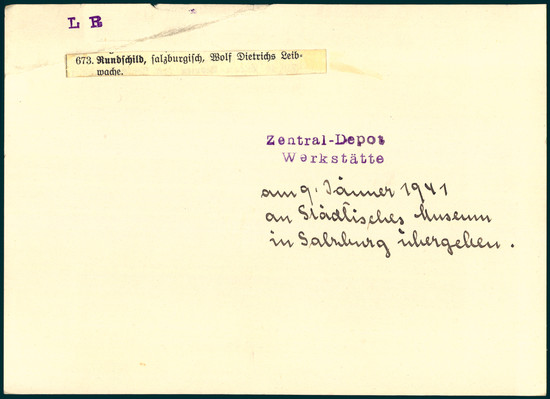 L R
673. Rundschild, salzburgisch, Wolf Dietrichs Leib-
wache.
Zentral-Depot
Werkstätte
am 9. Jänner 1941
an Städtisches Museum
in Salzburg übergeben.